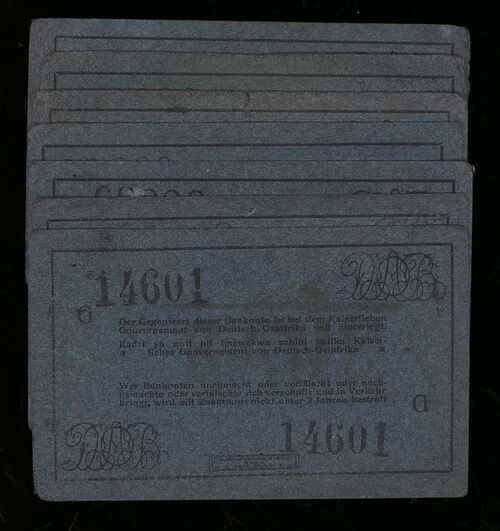 14601
D.O.A.B.
G
Der Gegenwert dieser Banknote ist bei dem Kaiserlichen
Gouvernement von Deutsch-Ostafrika voll hinterlegt.
Kadri ya noti hii imewekwa sahihi katika Kaiser-
" liches Gouvernement von Deutsch-Ostafrika "
Wer Banknoten nachmacht oder verfälscht oder nach-
gemachte oder verfälschte sich verschafft und in Verkehr
bringt, wird mit Zuchthaus nicht unter 2 Jahren bestraft
G
D.O.A.B.
14601